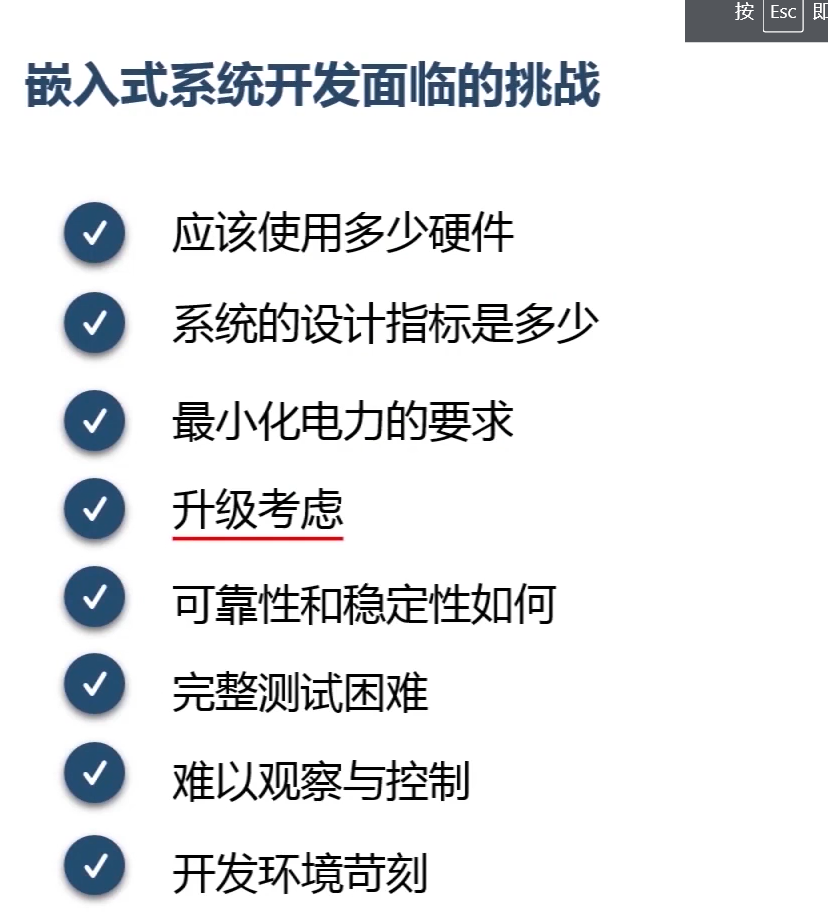 按 Esc 即
嵌入式系统开发面临的挑战
应该使用多少硬件
系统的设计指标是多少
最小化电力的要求
升级考虑
可靠性和稳定性如何
完整测试困难
难以观察与控制
开发环境苛刻